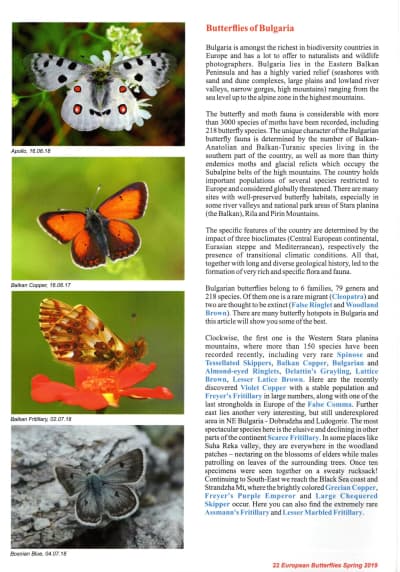 Butterflies of Bulgaria
Bulgaria is amongst the richest in biodiversity countries in
Europe and has a lot to offer to naturalists and wildlife
photographers. Bulgaria lies in the Eastern Balkan
Peninsula and has a highly varied relief (seashores with
sand and dune complexes, large plains and lowland river
valleys, narrow gorges, high mountains) ranging from the
sea level up to the alpine zone in the highest mountains.
The butterfly and moth fauna is considerable with more
than 3000 species of moths have been recorded, including
218 butterfly species. The unique character of the Bulgarian
butterfly fauna is determined by the number of Balkan-
Anatolian and Balkan-Turanic species living in the
southern part of the country, as well as more than thirty
endemics moths and glacial relicts which occupy the
Subalpine belts of the high mountains. The country holds
important populations of several species restricted to
Europe and considered globally threatened. There are many
sites with well-preserved butterfly habitats, especially in
some river valleys and national park areas of Stara planina
(the Balkan), Rila and Pirin Mountains.
The specific features of the country are determined by the
impact of three bioclimates (Central European continental,
Eurasian steppe and Mediterranean), respectively the
presence of transitional climatic conditions. All that,
together with long and diverse geological history, led to the
formation of very rich and specific flora and fauna.
Bulgarian butterflies belong to 6 families, 79 genera and
218 species. Of them one is a rare migrant (Cleopatra) and
two are thought to be extinct (False Ringlet and Woodland
Brown). There are many butterfly hotspots in Bulgaria and
this article will show you some of the best.
Clockwise, the first one is the Western Stara planina
mountains, where more than 150 species have been
recorded recently, including very rare Spinose and
Tessellated Skippers, Balkan Copper, Bulgarian and
Almond-eyed Ringlets, Delattin's Grayling, Lattice
Brown, Lesser Latice Brown. Here are the recently
discovered Violet Copper with a stable population and
Freyer's Fritillary in large numbers, along with one of the
last strongholds in Europe of the False Comma. Further
east lies another very interesting, but still underexplored
area in NE Bulgaria - Dobrudzha and Ludogorie. The most
spectacular species here is the elusive and declining in other
parts of the continent Scarce Fritillary. In some places like
Suha Reka valley, they are everywhere in the woodland
patches – nectaring on the blossoms of elders while males
patrolling on leaves of the surrounding trees. Once ten
specimens were seen together on a sweaty rucksack!
Continuing to South-East we reach the Black Sea coast and
Strandzha Mt, where the brightly colored Grecian Copper,
Freyer's Purple Emperor and Large Chequered
Skipper occur. Here you can also find the extremely rare
Assmann's Fritillary and Lesser Marbled Fritillary.
Apollo, 16.06.18
Balkan Copper, 16.06.17
Balkan Fritillary, 02.07.18
Bosnian Blue, 04.07.18
22 European Butterflies Spring 2019